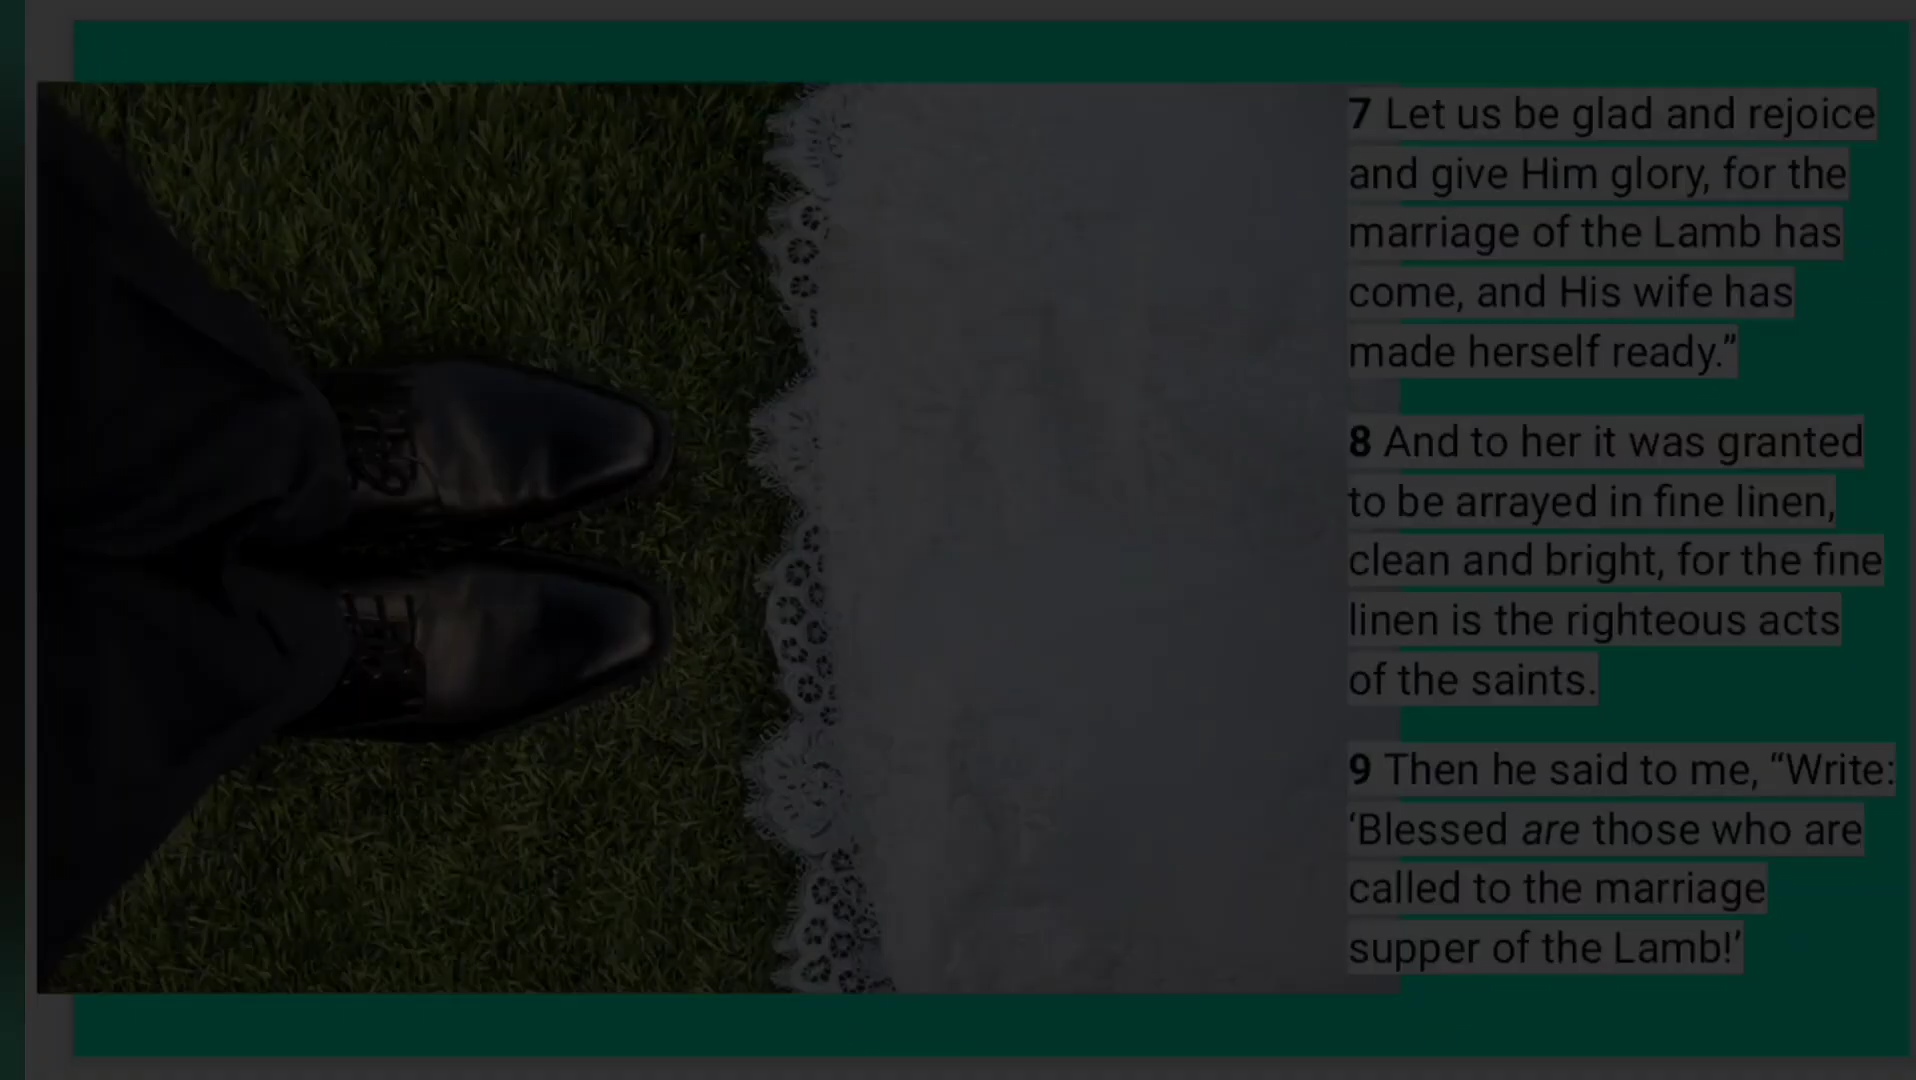 7 Let us be glad and rejoice
and give Him glory, for the
marriage of the Lamb has
come, and His wife has
made herself ready.”
8 And to her it was granted
to be arrayed in fine linen,
clean and bright, for the fine
linen is the righteous acts
of the saints.
9 Then he said to me, “Write:
‘Blessed are those who are
called to the marriage
supper of the Lamb!’